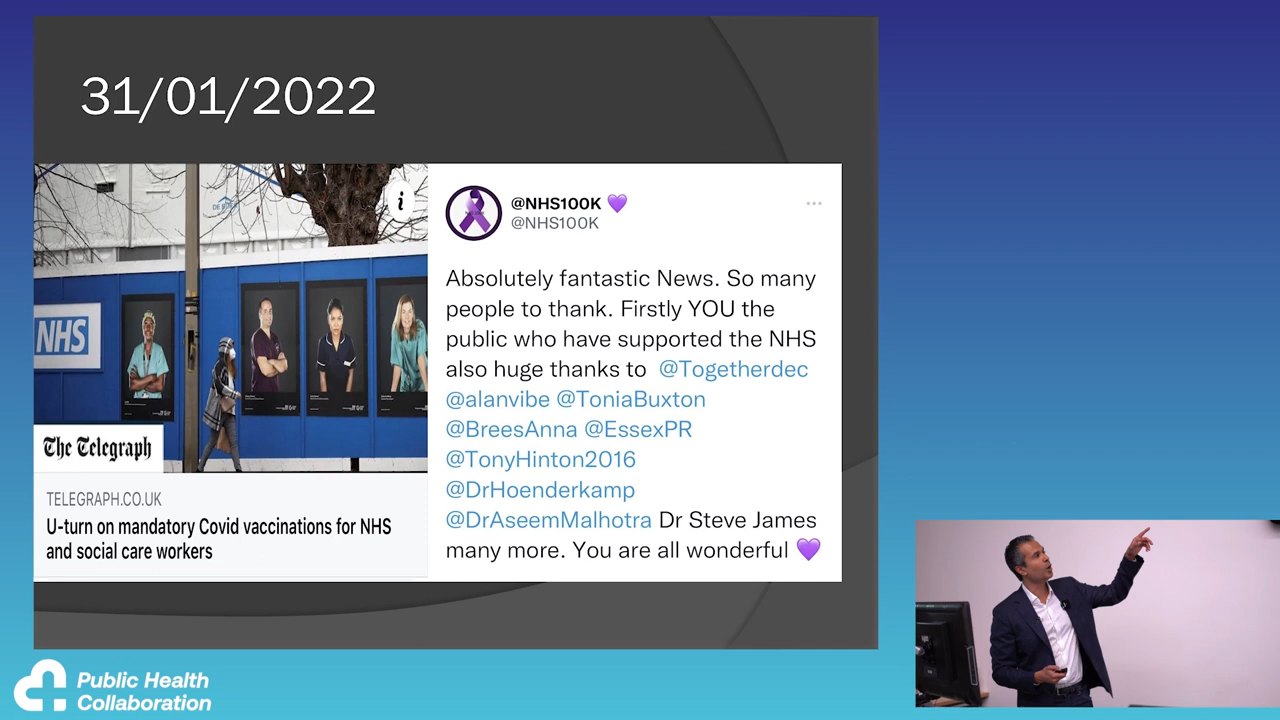 31/01/2022
NHS
The Telegraph
TELEGRAPH.CO.UK
U-turn on mandatory Covid vaccinations for NHS
and social care workers
@NHS100K 💜
@NHS100K
Absolutely fantastic News. So many
people to thank. Firstly YOU the
public who have supported the NHS
also huge thanks to @Togetherdec
@alanvibe @ToniaBuxton
@BreesAnna @EssexPR
@TonyHinton2016
@DrHoenderkamp
@DrAseemMalhotra Dr Steve James
many more. You are all wonderful 💜
Public Health
Collaboration